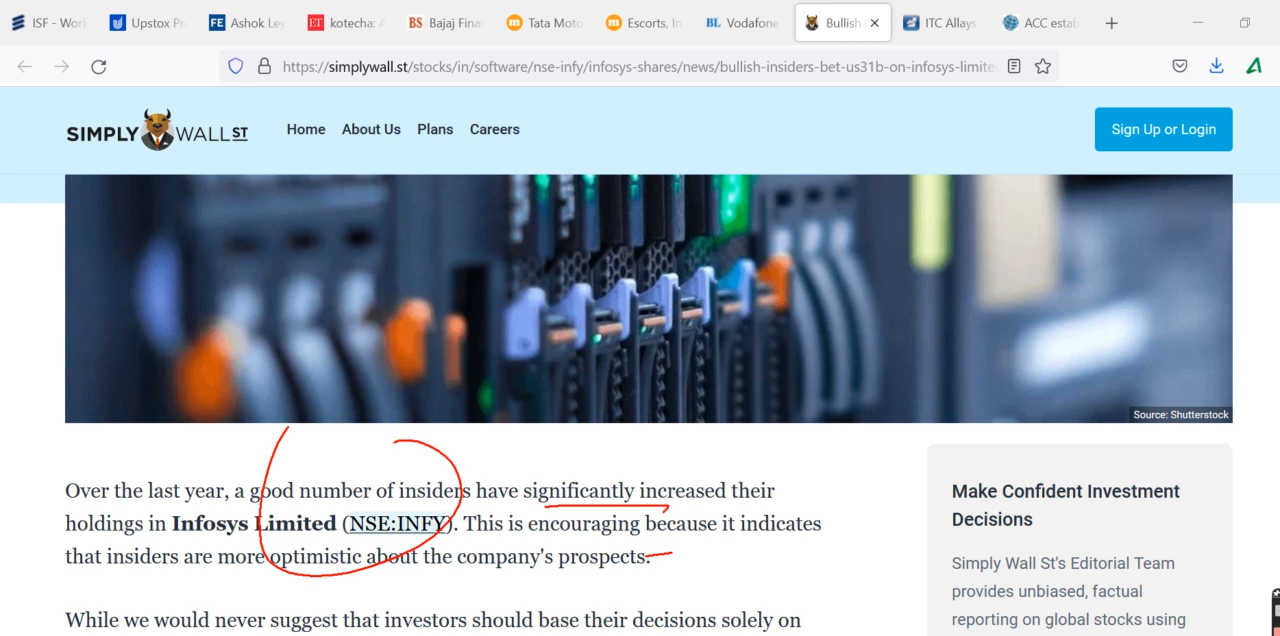 ISF - Work
Upstox Pr
Ashok Ley
kotecha: A
Bajaj Finan
Tata Moto
Escorts, In
Vodafone
Bullish
ITC Allays
ACC estab
https://simplywall.st/stocks/in/software/nse-infy/infosys-shares/news/bullish-insiders-bet-us31b-on-infosys-limite
SIMPLY WALL ST
Home
About Us
Plans
Careers
Sign Up or Login
Source: Shutterstock
Over the last year, a good number of insiders have significantly increased their
holdings in Infosys Limited (NSE:INFY). This is encouraging because it indicates
that insiders are more optimistic about the company's prospects.
While we would never suggest that investors should base their decisions solely on
Make Confident Investment
Decisions
Simply Wall St's Editorial Team
provides unbiased, factual
reporting on global stocks using